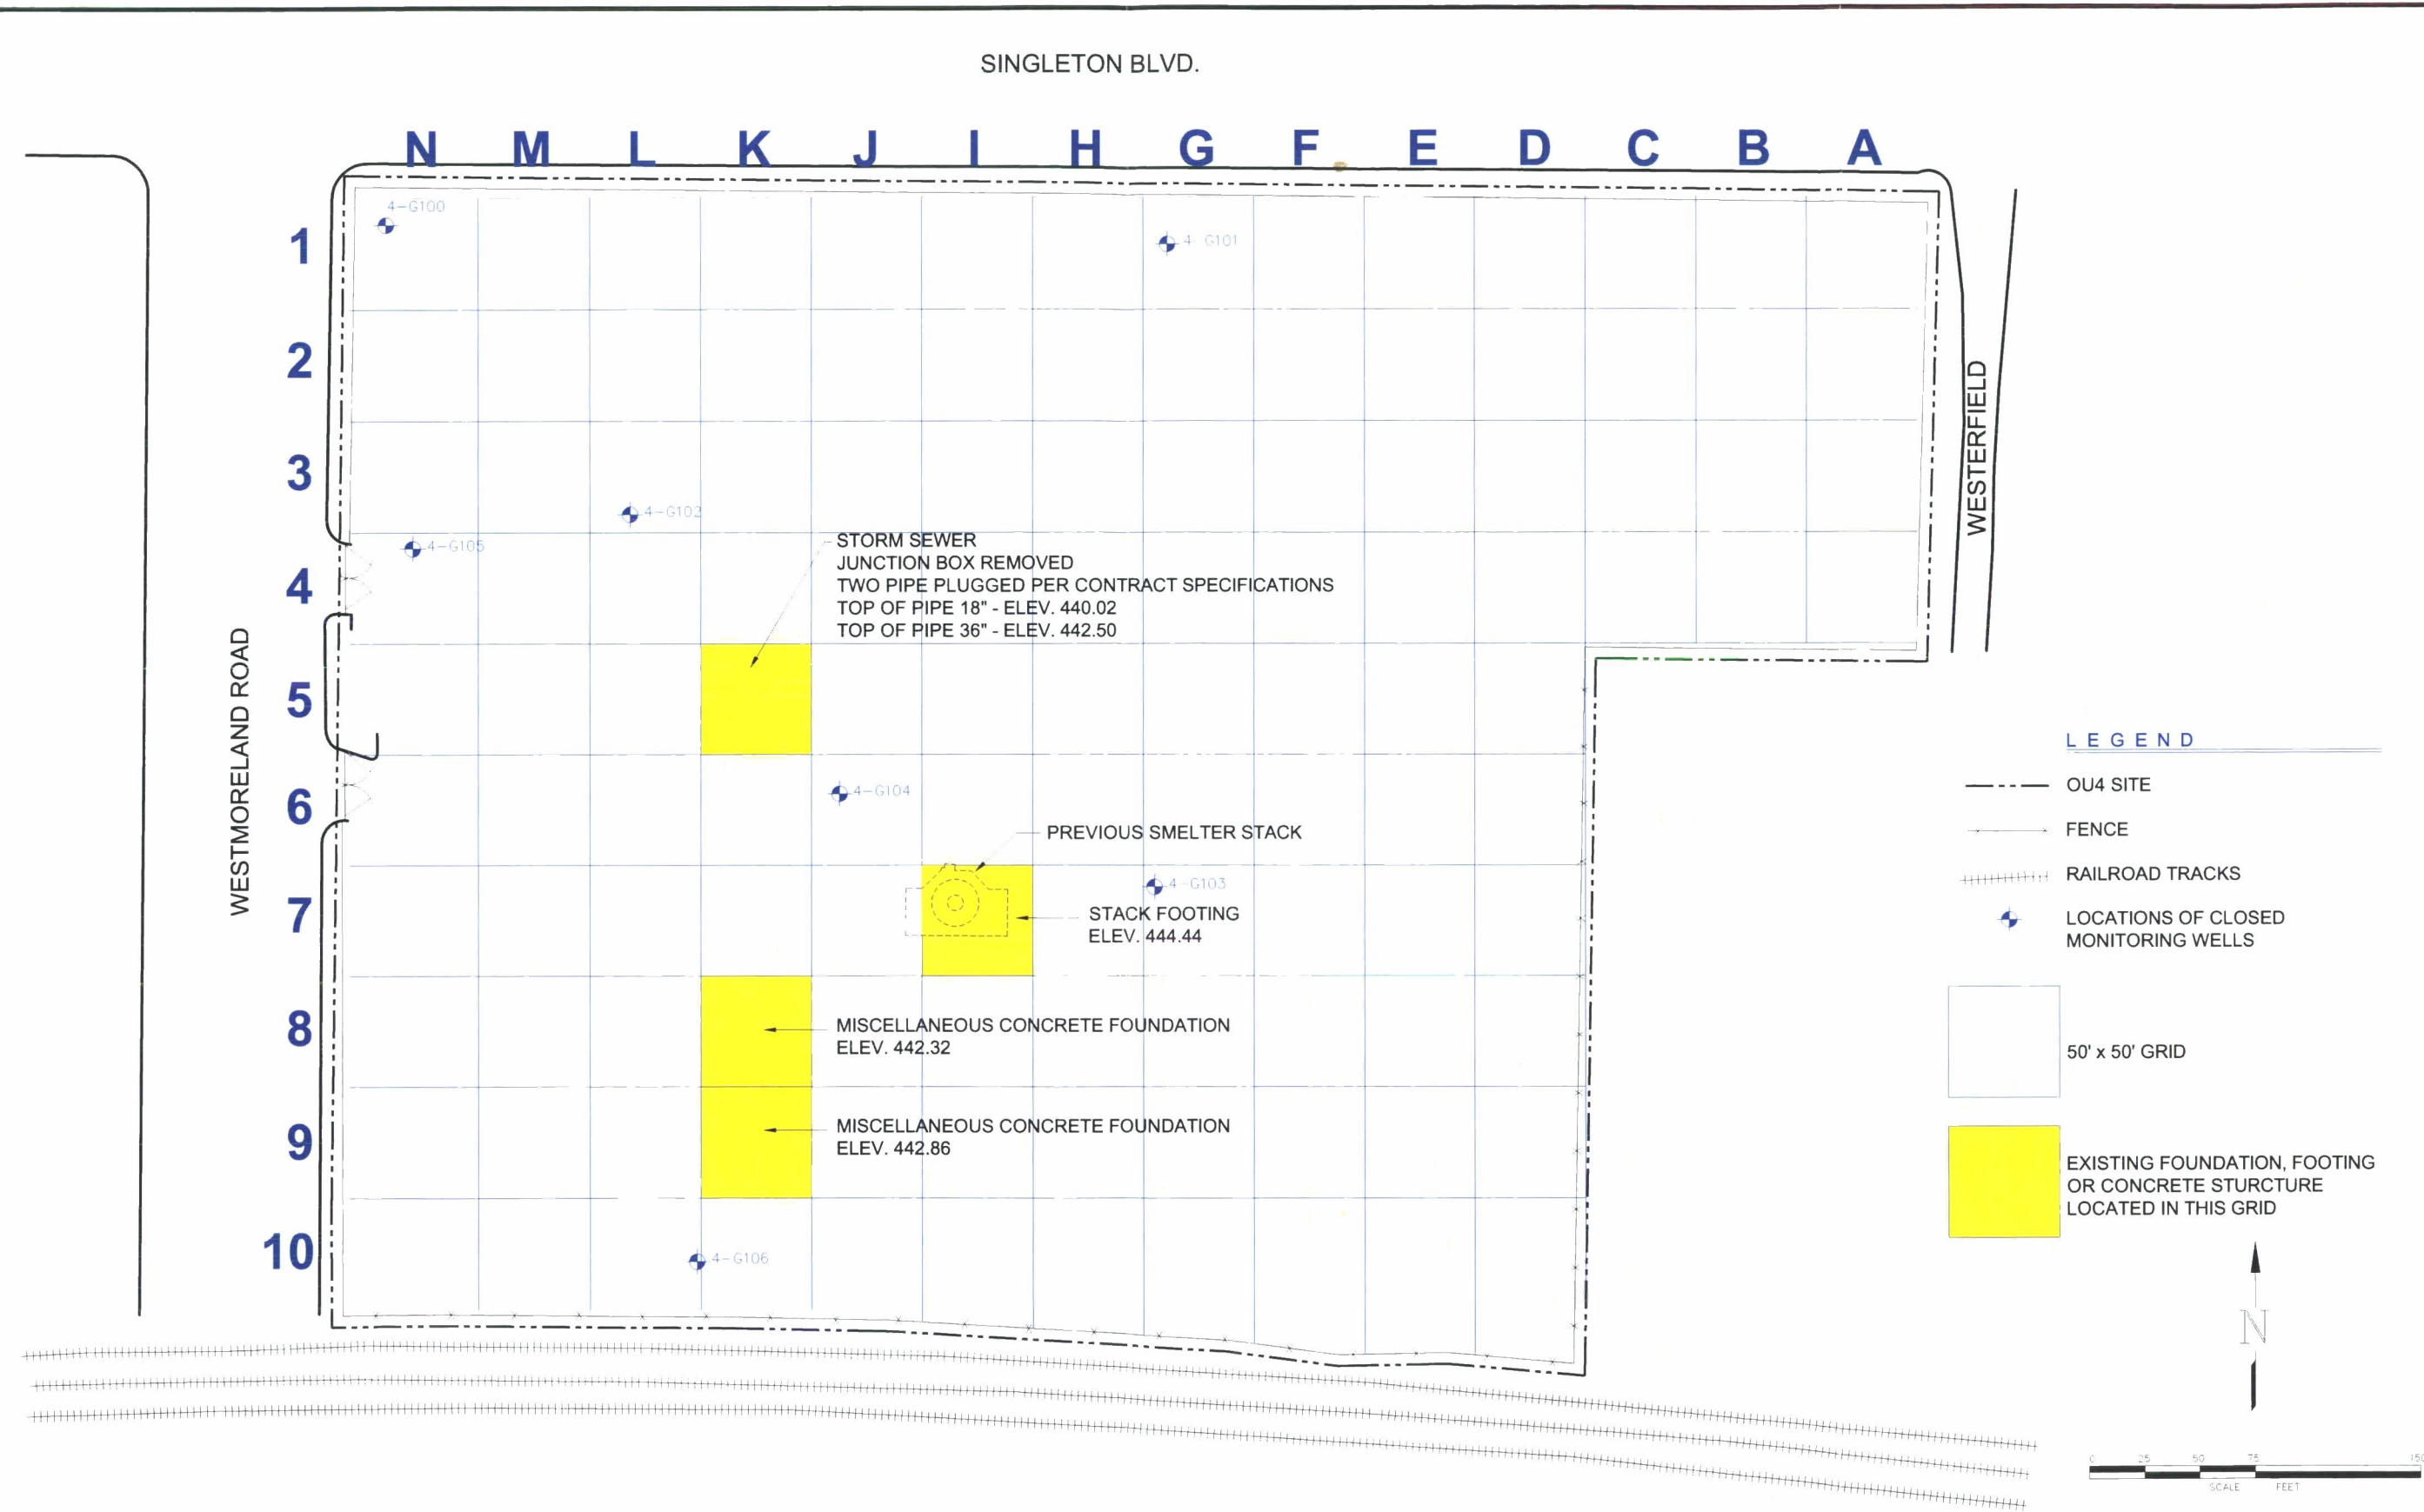 SINGLETON BLVD.
N M L K J I H G F E D C B A
4-G100
1
4-G101
2
WESTERFIELD
3
4-G102
4-G105
STORM SEWER
JUNCTION BOX REMOVED
TWO PIPE PLUGGED PER CONTRACT SPECIFICATIONS
TOP OF PIPE 18" - ELEV. 440.02
TOP OF PIPE 36" - ELEV. 442.50
4
WESTMORELAND ROAD
5
6
4-G104
PREVIOUS SMELTER STACK
7
4-G103
STACK FOOTING
ELEV. 444.44
8
MISCELLANEOUS CONCRETE FOUNDATION
ELEV. 442.32
9
MISCELLANEOUS CONCRETE FOUNDATION
ELEV. 442.86
10
4-G106
LEGEND
OU4 SITE
FENCE
RAILROAD TRACKS
LOCATIONS OF CLOSED
MONITORING WELLS
50' x 50' GRID
EXISTING FOUNDATION, FOOTING
OR CONCRETE STURCTURE
LOCATED IN THIS GRID
N
0 25 50 75 150
SCALE FEET